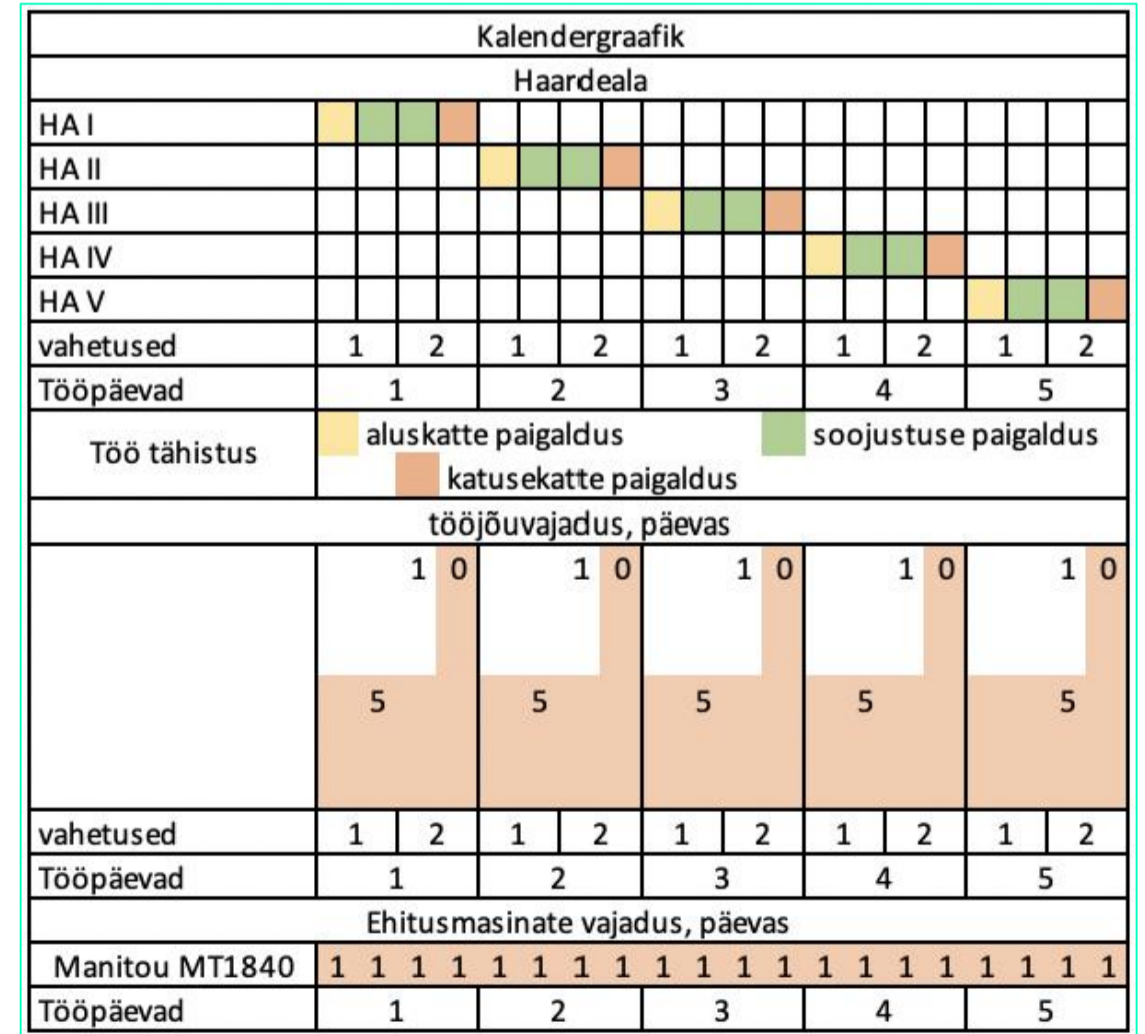 Kalendergraafik
Haardeala
HA I
HA II
HA III
HA IV
HA V
vahetused 1 2 1 2 1 2 1 2 1 2
Tööpäevad 1 2 3 4 5
Töö tähistus aluskatte paigaldus soojustuse paigaldus
katusekatte paigaldus
tööjõuvajadus, päevas
1 0 1 0 1 0 1 0 1 0
5 5 5 5 5
vahetused 1 2 1 2 1 2 1 2 1 2
Tööpäevad 1 2 3 4 5
Ehitusmasinate vajadus, päevas
Manitou MT1840 1 1 1 1 1 1 1 1 1 1 1 1 1 1 1 1 1 1 1 1
Tööpäevad 1 2 3 4 5